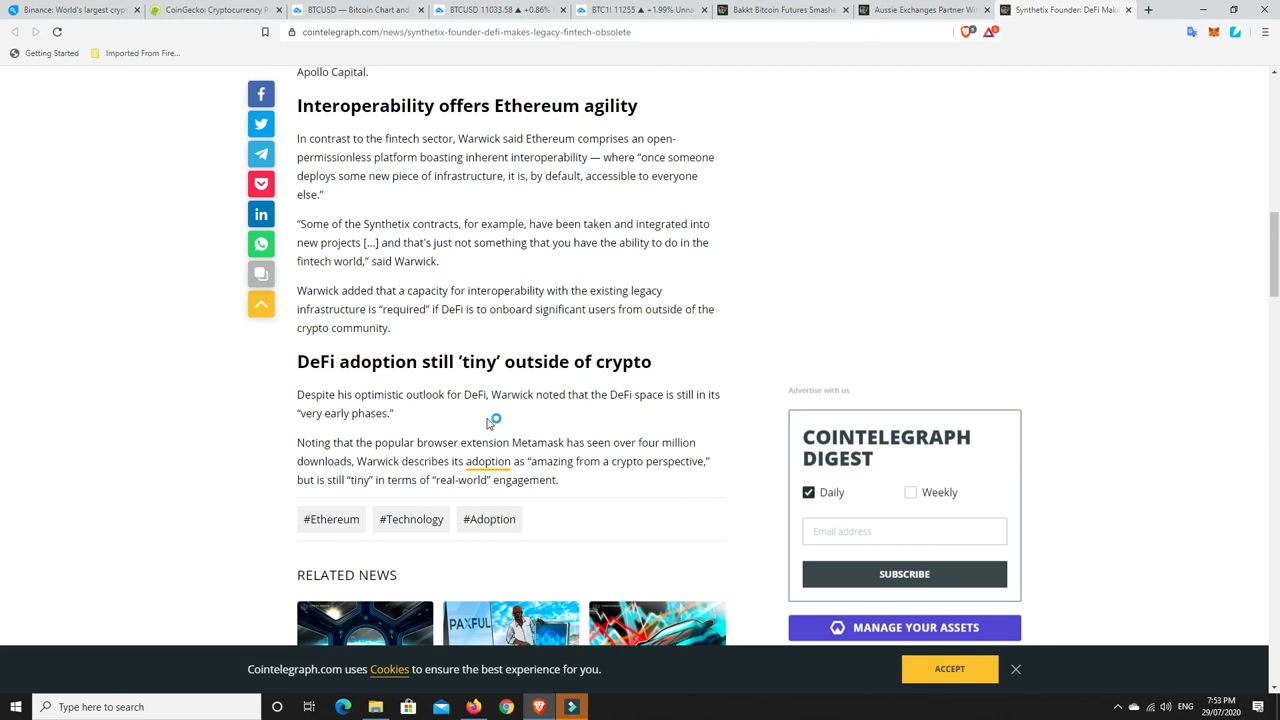 Binance: World's largest crypto
CoinGecko: Cryptocurrency P
BTCUSD — Bitcoin Chart and
BTCUSD 11033.58 ▲ +0.86%
BTC1! 11255 ▲ +1.99% Unna
Bakkt Bitcoin Futures Smashe
Aussie Exchanges Partner Wit
Synthetix Founder: DeFi Make
cointelegraph.com/news/synthetix-founder-defi-makes-legacy-fintech-obsolete
Getting Started
Imported From Fire...
Apollo Capital.
Interoperability offers Ethereum agility
In contrast to the fintech sector, Warwick said Ethereum comprises an open-
permissionless platform boasting inherent interoperability — where “once someone
deploys some new piece of infrastructure, it is, by default, accessible to everyone
else.”
“Some of the Synthetix contracts, for example, have been taken and integrated into
new projects [...] and that's just not something that you have the ability to do in the
fintech world,” said Warwick.
Warwick added that a capacity for interoperability with the existing legacy
infrastructure is “required” if DeFi is to onboard significant users from outside of the
crypto community.
DeFi adoption still ‘tiny’ outside of crypto
Despite his optimistic outlook for DeFi, Warwick noted that the DeFi space is still in its
“very early phases.”
Noting that the popular browser extension Metamask has seen over four million
downloads, Warwick describes its adoption as “amazing from a crypto perspective,”
but is still “tiny” in terms of “real-world” engagement.
#Ethereum
#Technology
#Adoption
RELATED NEWS
PAXFUL
Advertise with us
COINTELEGRAPH
DIGEST
Daily
Weekly
Email address
SUBSCRIBE
MANAGE YOUR ASSETS
Cointelegraph.com uses Cookies to ensure the best experience for you.
ACCEPT
Type here to search
ENG
7:53 PM
29/07/2020